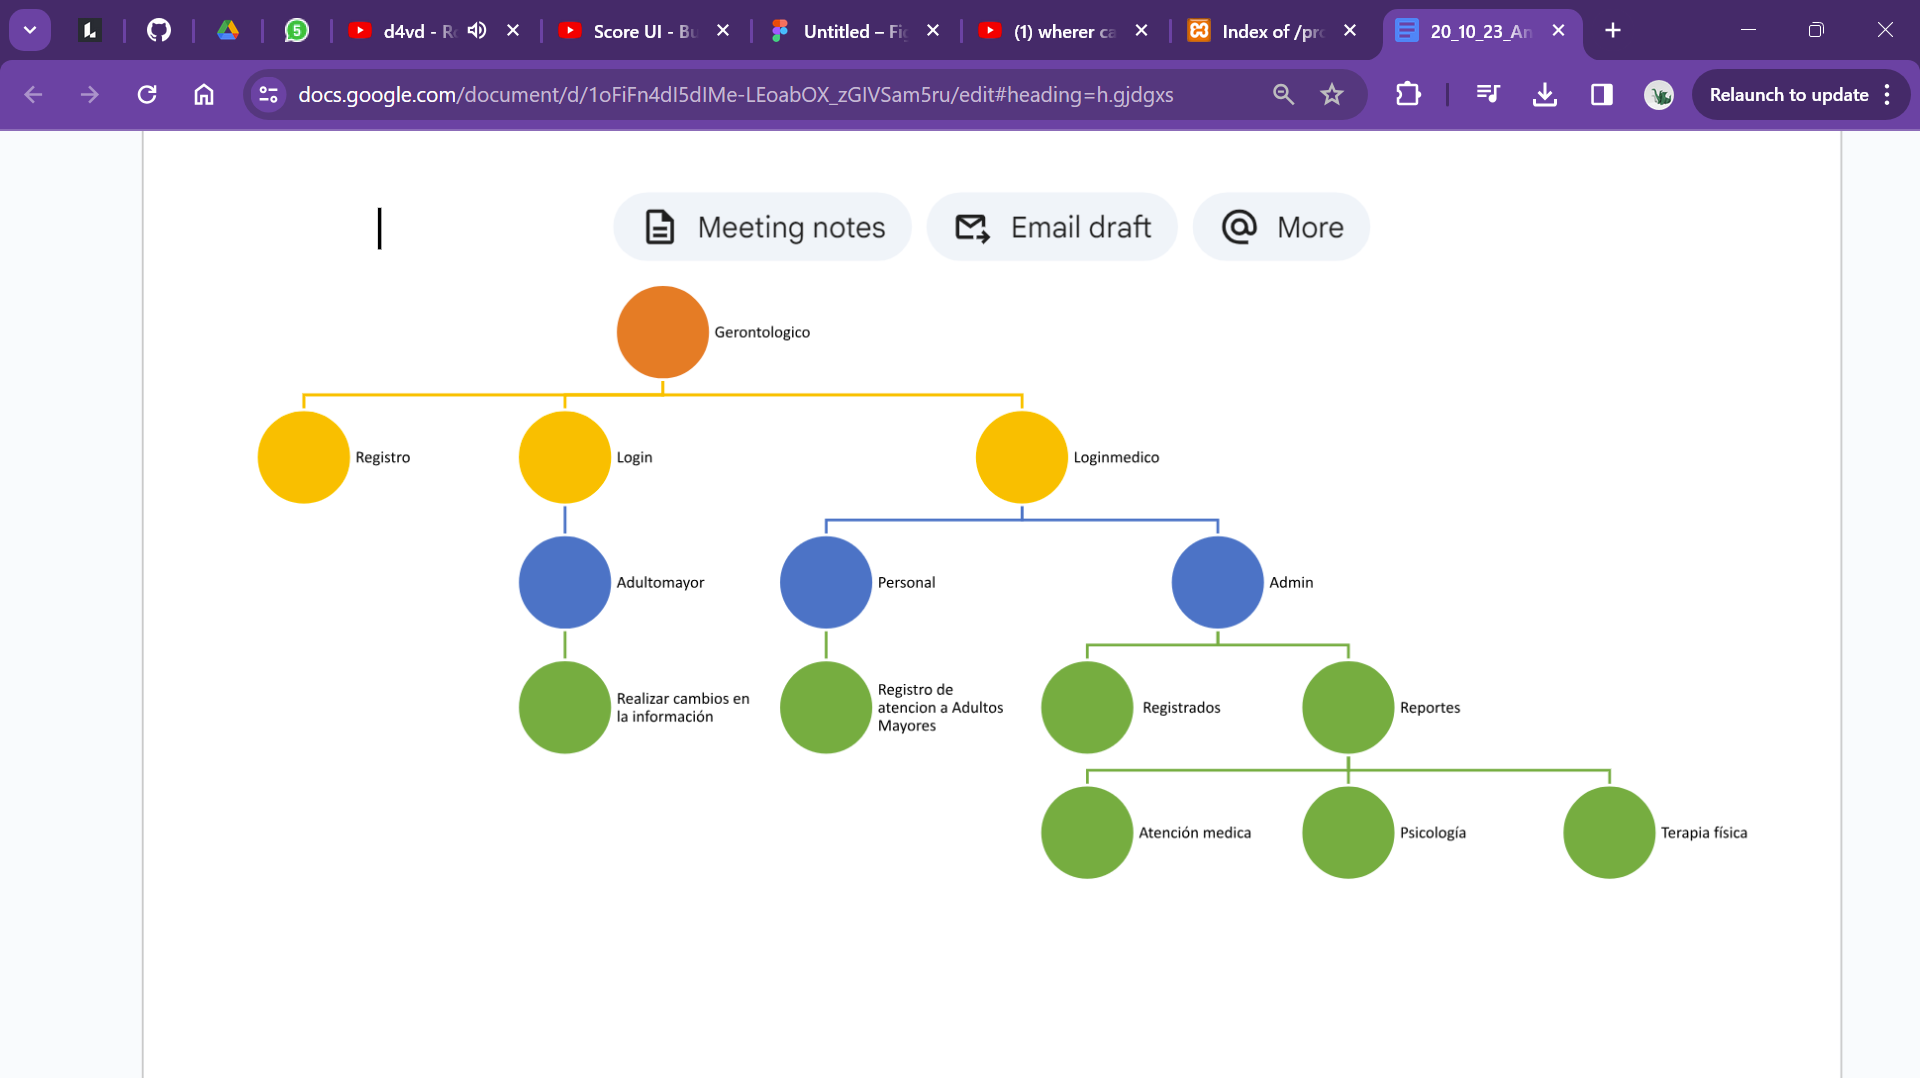 5
d4vd - R
Score UI - Bu
Untitled – Fi
(1) wherer ca
Index of /pr
20_10_23_An
docs.google.com/document/d/1oFiFn4dI5dIMe-LEoabOX_zGIVSam5ru/edit#heading=h.gjdgxs
Relaunch to update
Meeting notes
Email draft
More
Gerontologico
Registro
Login
Loginmedico
Adultomayor
Personal
Admin
Realizar cambios en
la información
Registro de
atencion a Adultos
Mayores
Registrados
Reportes
Atención medica
Psicología
Terapia física